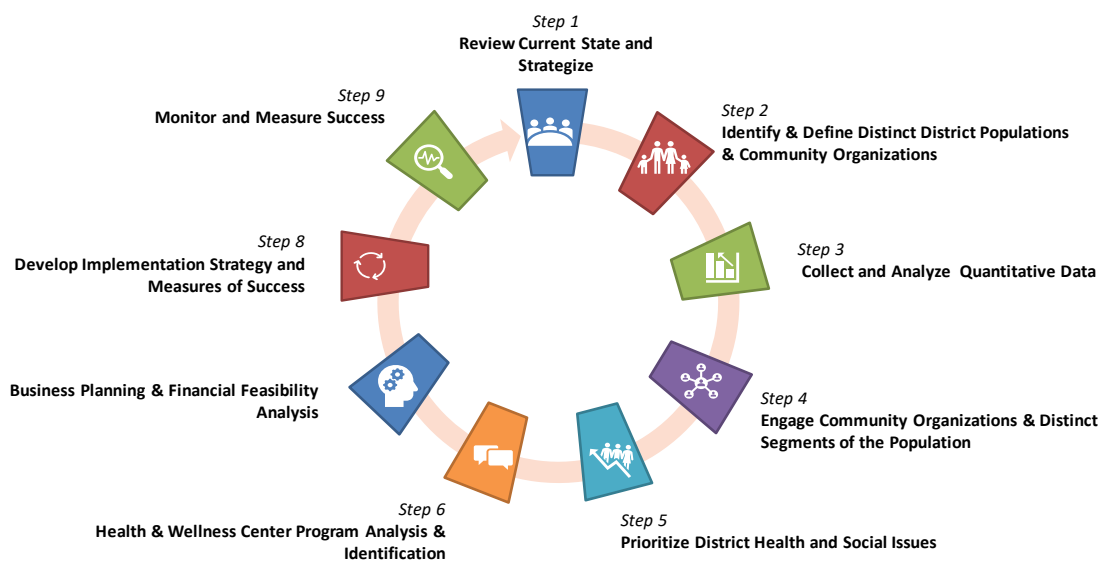 Step 1
Review Current State and
Strategize
Step 2
Identify & Define Distinct District Populations
& Community Organizations
Step 3
Collect and Analyze Quantitative Data
Step 4
Engage Community Organizations & Distinct
Segments of the Population
Step 5
Prioritize District Health and Social Issues
Step 6
Health & Wellness Center Program Analysis &
Identification
Business Planning & Financial Feasibility
Analysis
Step 8
Develop Implementation Strategy and
Measures of Success
Step 9
Monitor and Measure Success